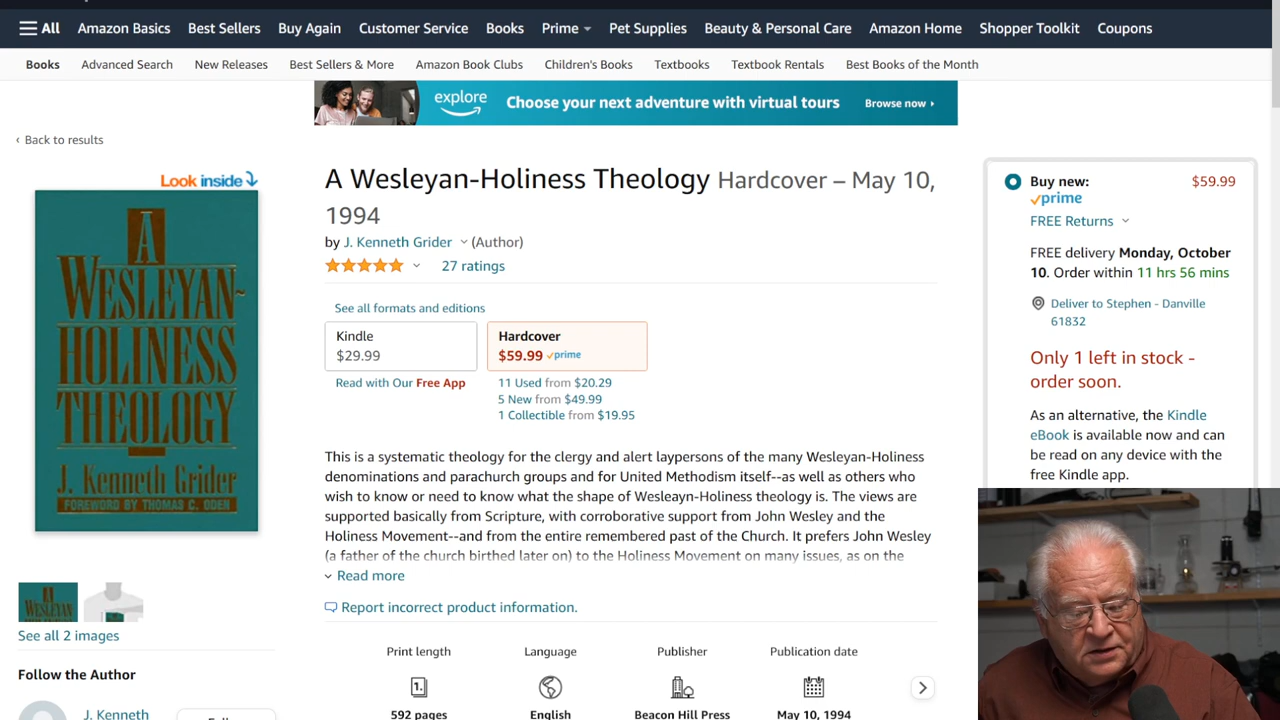 All Amazon Basics Best Sellers Buy Again Customer Service Books Prime Pet Supplies Beauty & Personal Care Amazon Home Shopper Toolkit Coupons
Books Advanced Search New Releases Best Sellers & More Amazon Book Clubs Children's Books Textbooks Textbook Rentals Best Books of the Month
explore Choose your next adventure with virtual tours Browse now
‹ Back to results
Look inside
A
WESLEYAN-
HOLINESS
THEOLOGY
J. Kenneth Grider
FOREWORD BY THOMAS C. ODEN
See all 2 images
Follow the Author
J. Kenneth
A Wesleyan-Holiness Theology Hardcover – May 10,
1994
by J. Kenneth Grider (Author)
27 ratings
See all formats and editions
Kindle
$29.99
Read with Our Free App
Hardcover
$59.99 prime
11 Used from $20.29
5 New from $49.99
1 Collectible from $19.95
This is a systematic theology for the clergy and alert laypersons of the many Wesleyan-Holiness
denominations and parachurch groups and for United Methodism itself--as well as others who
wish to know or need to know what the shape of Wesleayn-Holiness theology is. The views are
supported basically from Scripture, with corroborative support from John Wesley and the
Holiness Movement--and from the entire remembered past of the Church. It prefers John Wesley
(a father of the church birthed later on) to the Holiness Movement on many issues, as on the
Read more
Report incorrect product information.
Print length
1.
592 pages
Language
English
Publisher
Beacon Hill Press
Publication date
May 10, 1994
Buy new: $59.99
prime
FREE Returns
FREE delivery Monday, October
10. Order within 11 hrs 56 mins
Deliver to Stephen - Danville
61832
Only 1 left in stock -
order soon.
As an alternative, the Kindle
eBook is available now and can
be read on any device with the
free Kindle app.